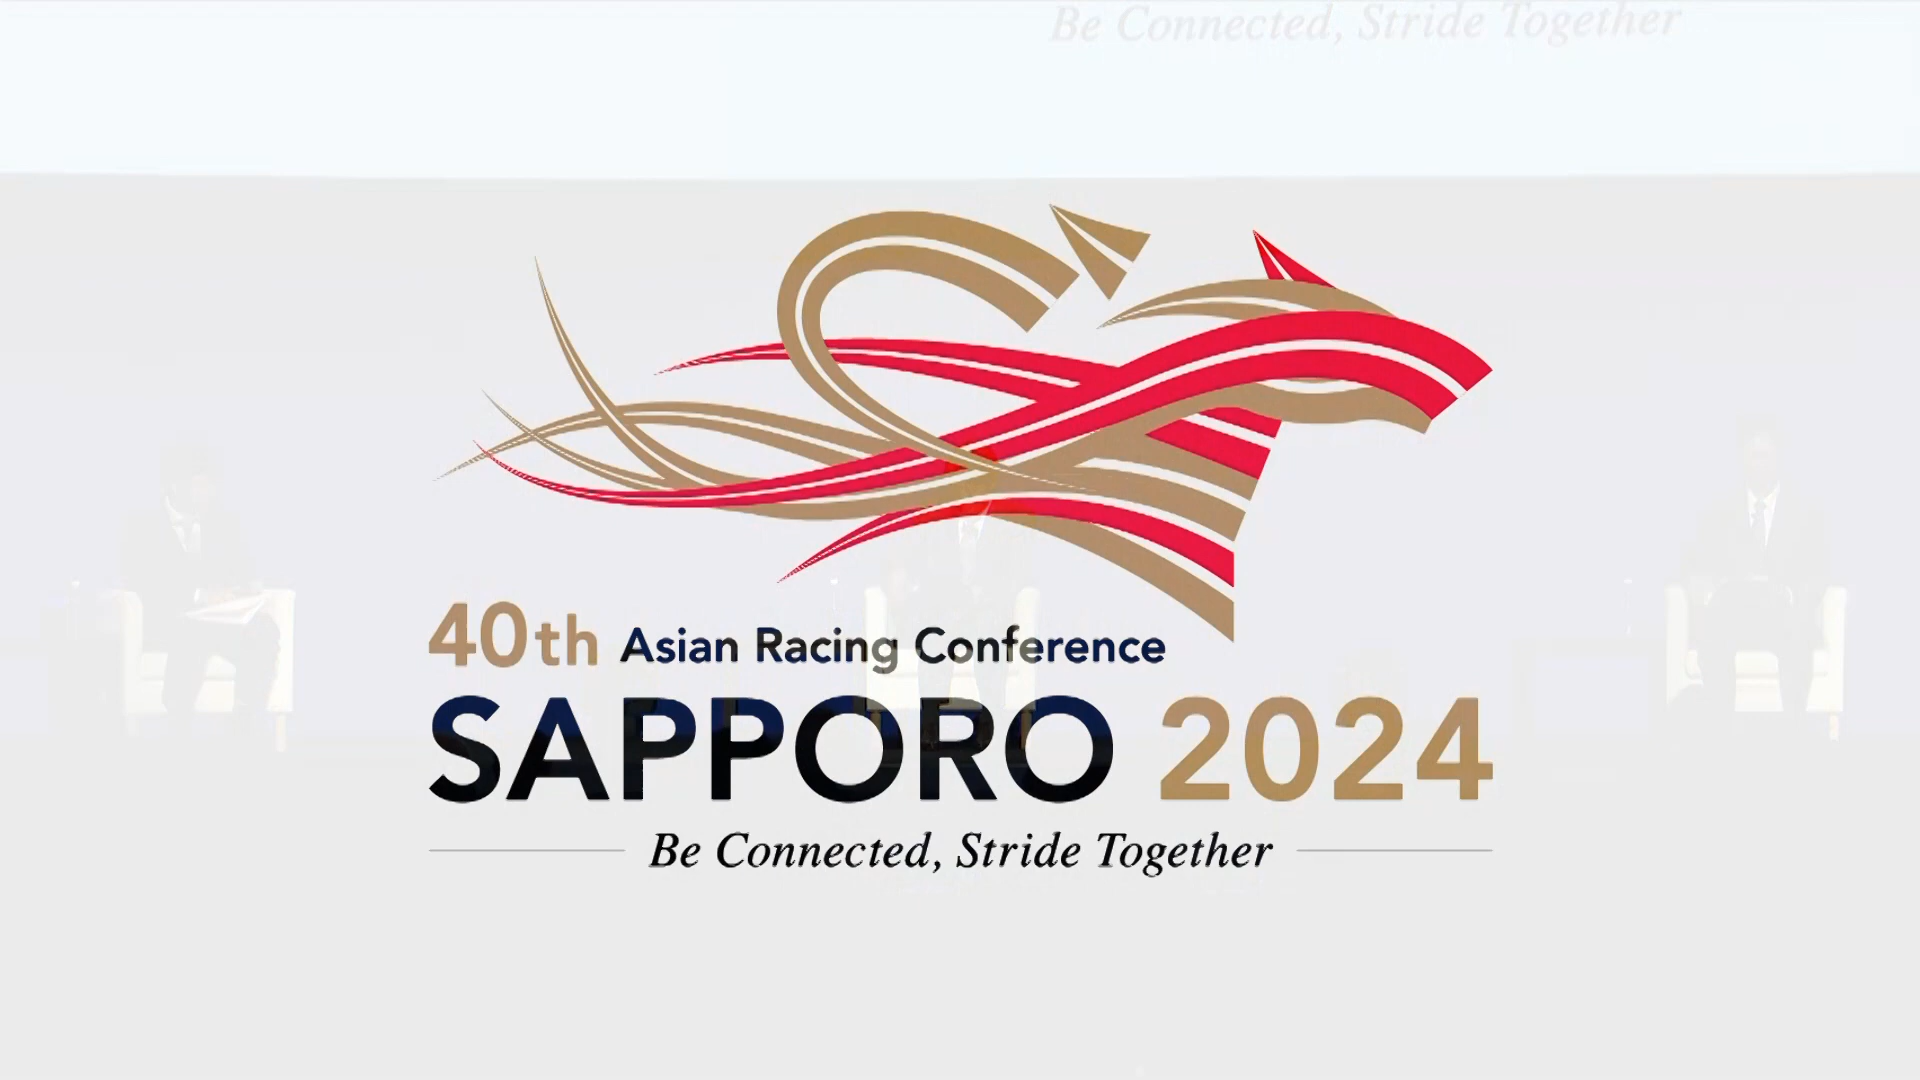 Be Connected, Stride Together
40th Asian Racing Conference
SAPPORO 2024
Be Connected, Stride Together